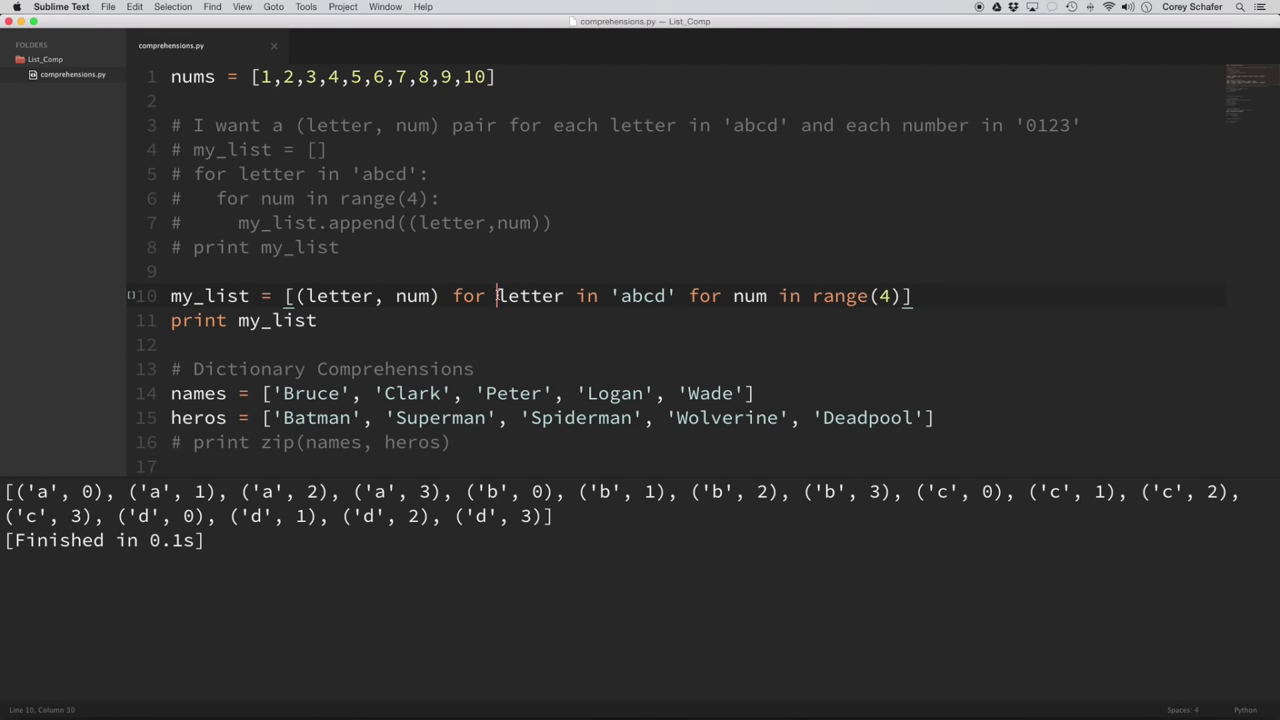 Sublime Text File Edit Selection Find View Goto Tools Project Window Help Corey Schafer
comprehensions.py — List_Comp
FOLDERS
List_Comp
comprehensions.py
comprehensions.py
1 nums = [1,2,3,4,5,6,7,8,9,10]
2
3 # I want a (letter, num) pair for each letter in 'abcd' and each number in '0123'
4 # my_list = []
5 # for letter in 'abcd':
6 #   for num in range(4):
7 #     my_list.append((letter,num))
8 # print my_list
9
10 my_list = [(letter, num) for letter in 'abcd' for num in range(4)]
11 print my_list
12
13 # Dictionary Comprehensions
14 names = ['Bruce', 'Clark', 'Peter', 'Logan', 'Wade']
15 heros = ['Batman', 'Superman', 'Spiderman', 'Wolverine', 'Deadpool']
16 # print zip(names, heros)
17
[('a', 0), ('a', 1), ('a', 2), ('a', 3), ('b', 0), ('b', 1), ('b', 2), ('b', 3), ('c', 0), ('c', 1), ('c', 2),
('c', 3), ('d', 0), ('d', 1), ('d', 2), ('d', 3)]
[Finished in 0.1s]
Line 10, Column 30 Spaces: 4 Python